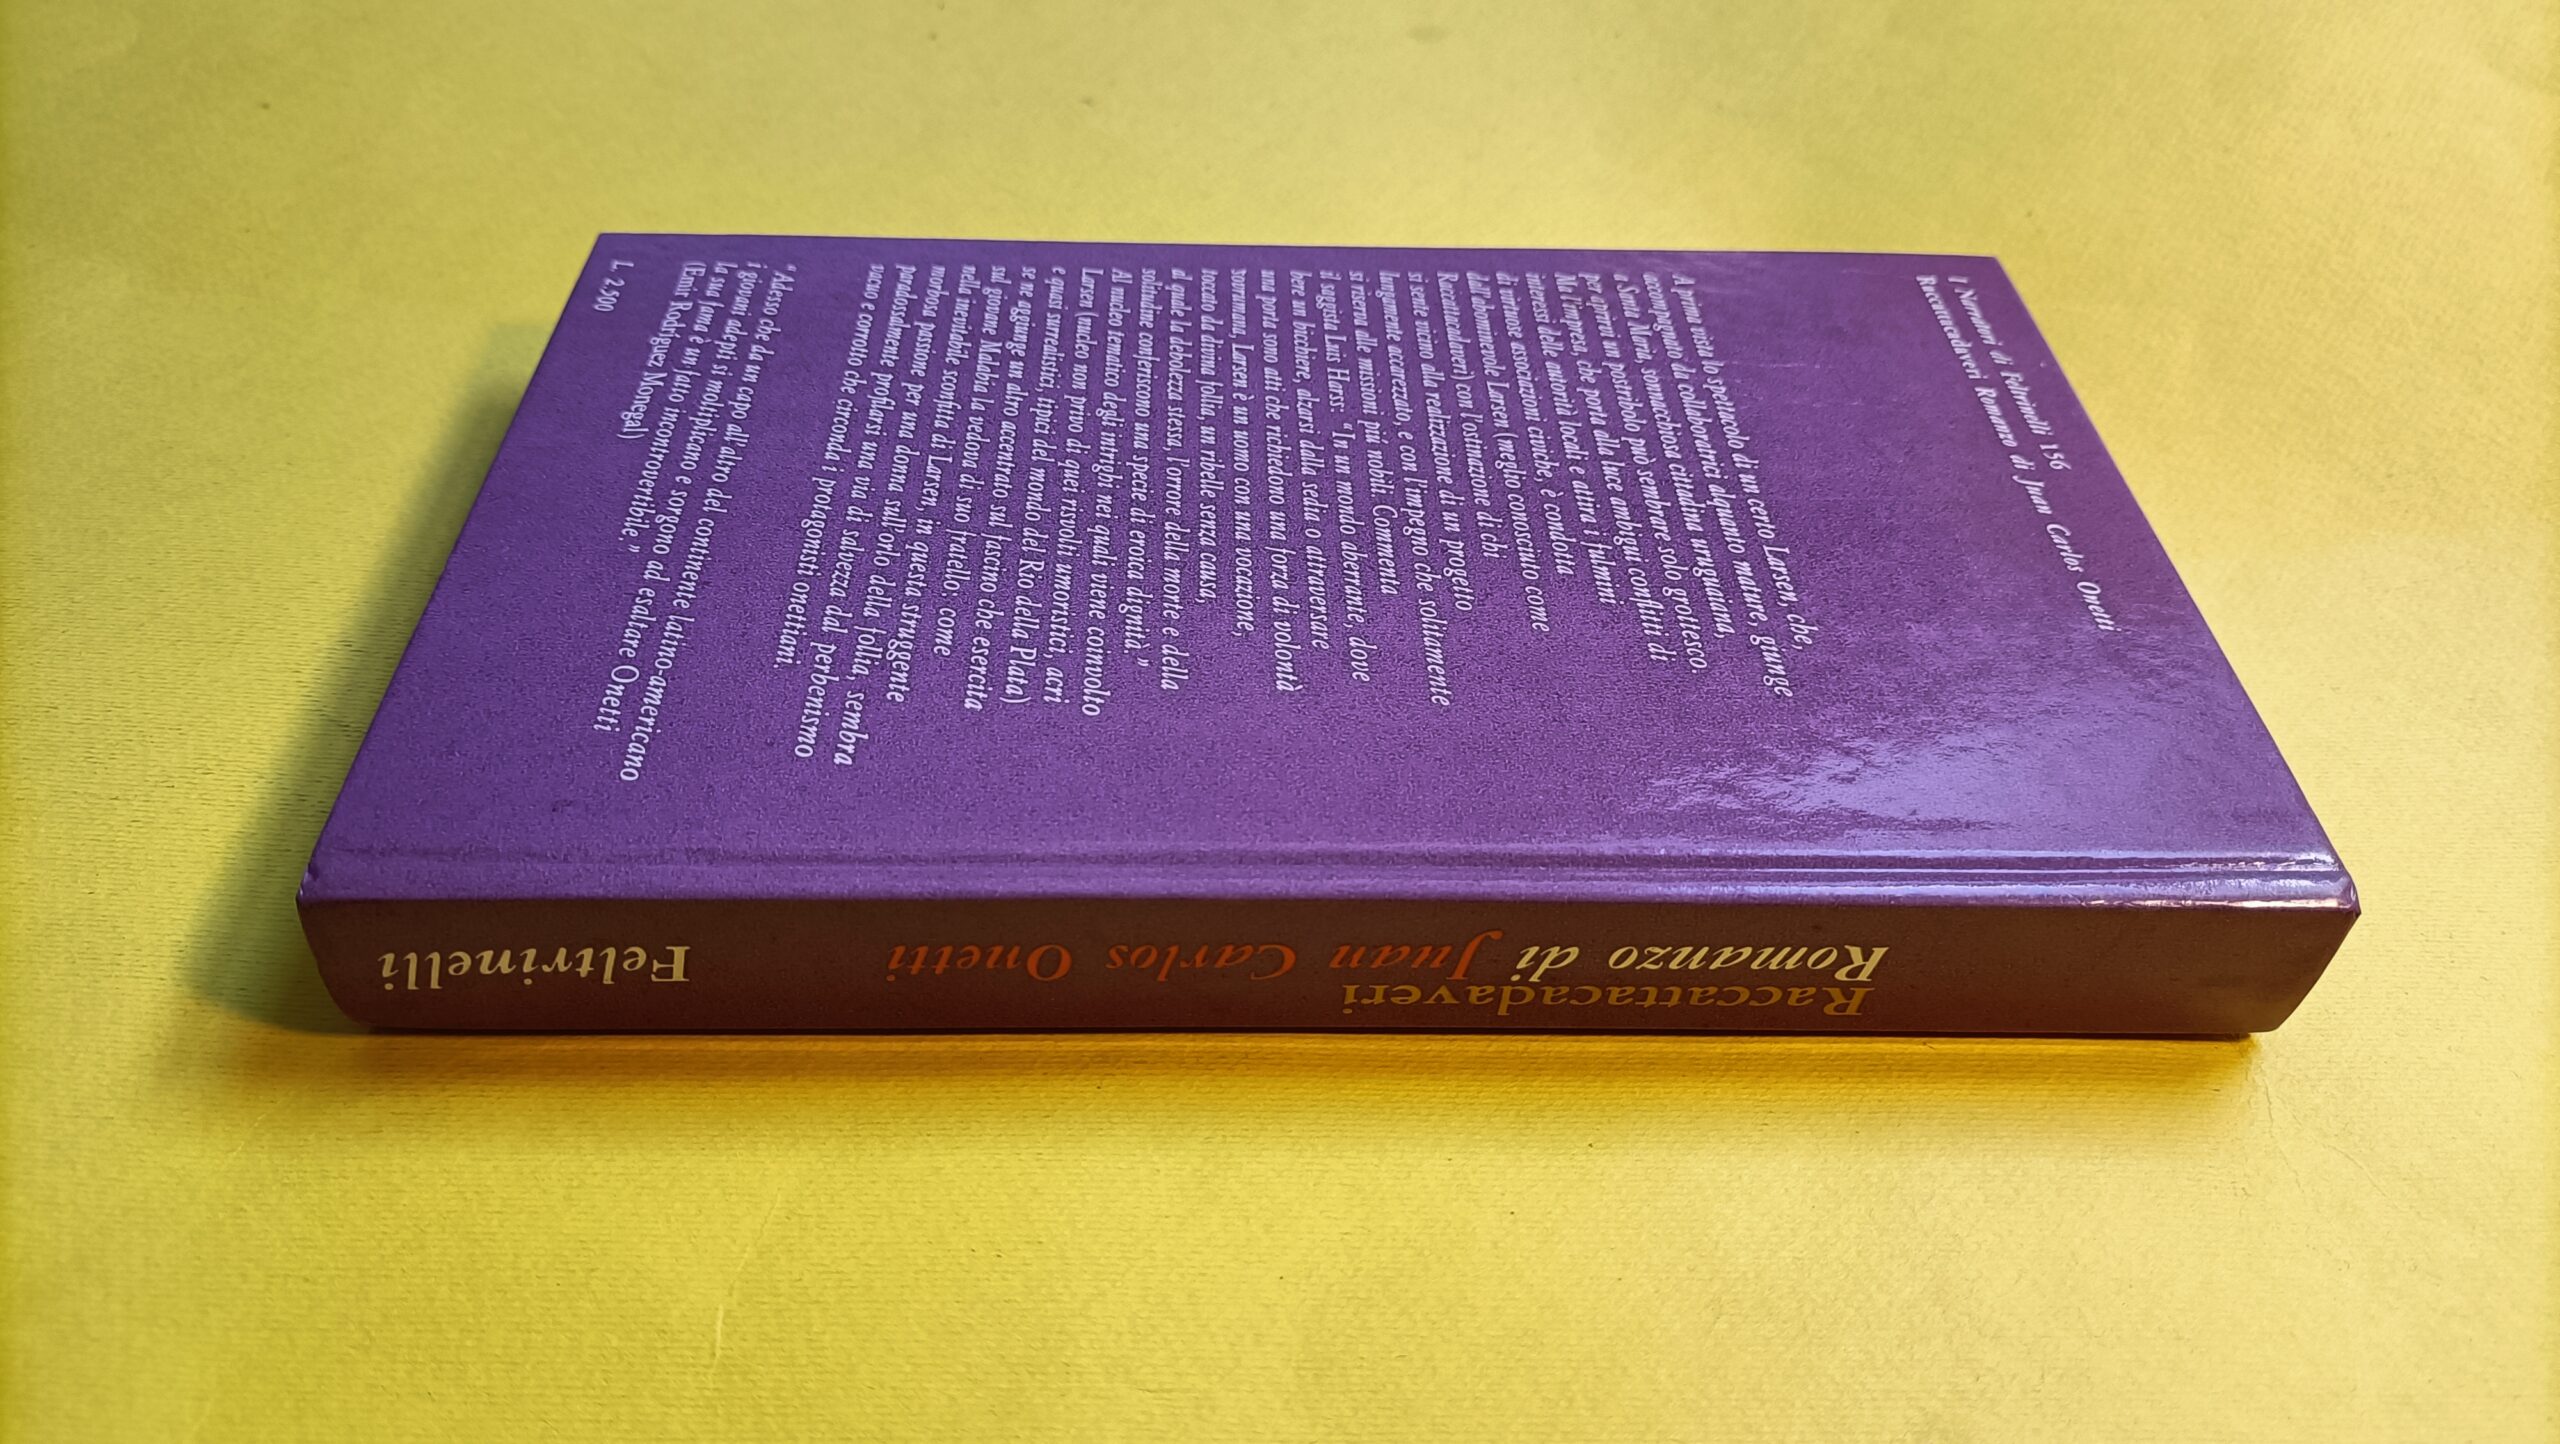 I Narratori di Feltrinelli 156
Raccattacadaveri Romanzo di Juan Carlos Onetti
A prima vista lo spettacolo di un certo Larsen, che,
accompagnato da collaboratrici alquanto mature, giunge
a Santa Marìa, sonnacchiosa cittadina uruguaiana,
per aprirvi un postribolo può sembrare solo grottesco.
Ma l'impresa, che porta alla luce ambigui conflitti di
interessi delle autorità locali e attira i fulmini
di virtuose associazioni civiche, è condotta
dall'abominevole Larsen (meglio conosciuto come
Raccattacadaveri) con l'ostinazione di chi
si sente vicino alla realizzazione di un progetto
lungamente accarezzato, e con l'impegno che solitamente
si riserva alle missioni più nobili. Commenta
il saggista Luis Harss: "In un mondo aberrante, dove
bere un bicchiere, alzarsi dalla sedia o attraversare
una porta sono atti che richiedono una forza di volontà
sovrumana, Larsen è un uomo con una vocazione,
toccato da divina follia, un ribelle senza causa,
al quale la debolezza stessa, l'orrore della morte e della
solitudine conferiscono una specie di eroica dignità."
Al nucleo tematico degli intrighi nei quali viene coinvolto
Larsen (nucleo non privo di quei risvolti umoristici, acri
e quasi surrealistici, tipici del mondo del Rio della Plata)
se ne aggiunge un altro accentrato sul fascino che esercita
sul giovane Malabia la vedova di suo fratello: come
nella inevitabile sconfitta di Larsen, in questa struggente
morbosa passione per una donna sull'orlo della follia, sembra
paradossalmente profilarsi una via di salvezza dal perbenismo
vacuo e corrotto che circonda i protagonisti onettiani.
"Adesso che da un capo all'altro del continente latino-americano
i giovani adepti si moltiplicano e sorgono ad esaltare Onetti
la sua fama è un fatto incontrovertibile."
(Emir Rodríguez Monegal)
L. 2.500
Raccattacadaveri
Romanzo di Juan Carlos Onetti
Feltrinelli